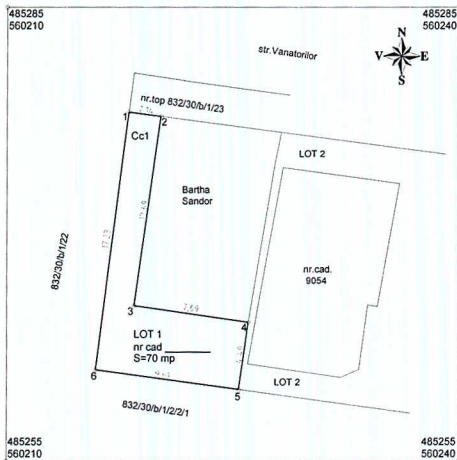 485285
560210
485285
560240
str.Vanatorilor
N
V E
S
nr.top 832/30/b/1/23
1
2
Cc1
LOT 2
Bartha
Sandor
832/30/b/1/22
nr.cad.
9054
3
7,69
4
LOT 1
nr cad
S=70 mp
6
LOT 2
5
832/30/b/1/2/2/1
485255
560210
485255
560240